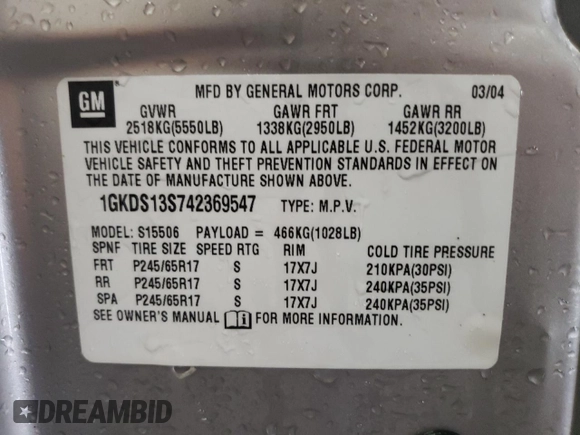 GM
MFD BY GENERAL MOTORS CORP. 03/04
GVWR GAWR FRT GAWR RR
2518KG(5550LB) 1338KG(2950LB) 1452KG(3200LB)
THIS VEHICLE CONFORMS TO ALL APPLICABLE U.S. FEDERAL MOTOR
VEHICLE SAFETY AND THEFT PREVENTION STANDARDS IN EFFECT ON
THE DATE OF MANUFACTURE SHOWN ABOVE.
1GKDS13S742369547 TYPE: M.P.V.
MODEL: S15506 PAYLOAD = 466KG(1028LB)
SPNF TIRE SIZE SPEED RTG RIM COLD TIRE PRESSURE
FRT P245/65R17 S 17X7J 210KPA(30PSI)
RR P245/65R17 S 17X7J 240KPA(35PSI)
SPA P245/65R17 S 17X7J 240KPA(35PSI)
SEE OWNER'S MANUAL FOR MORE INFORMATION.
DREAMBID